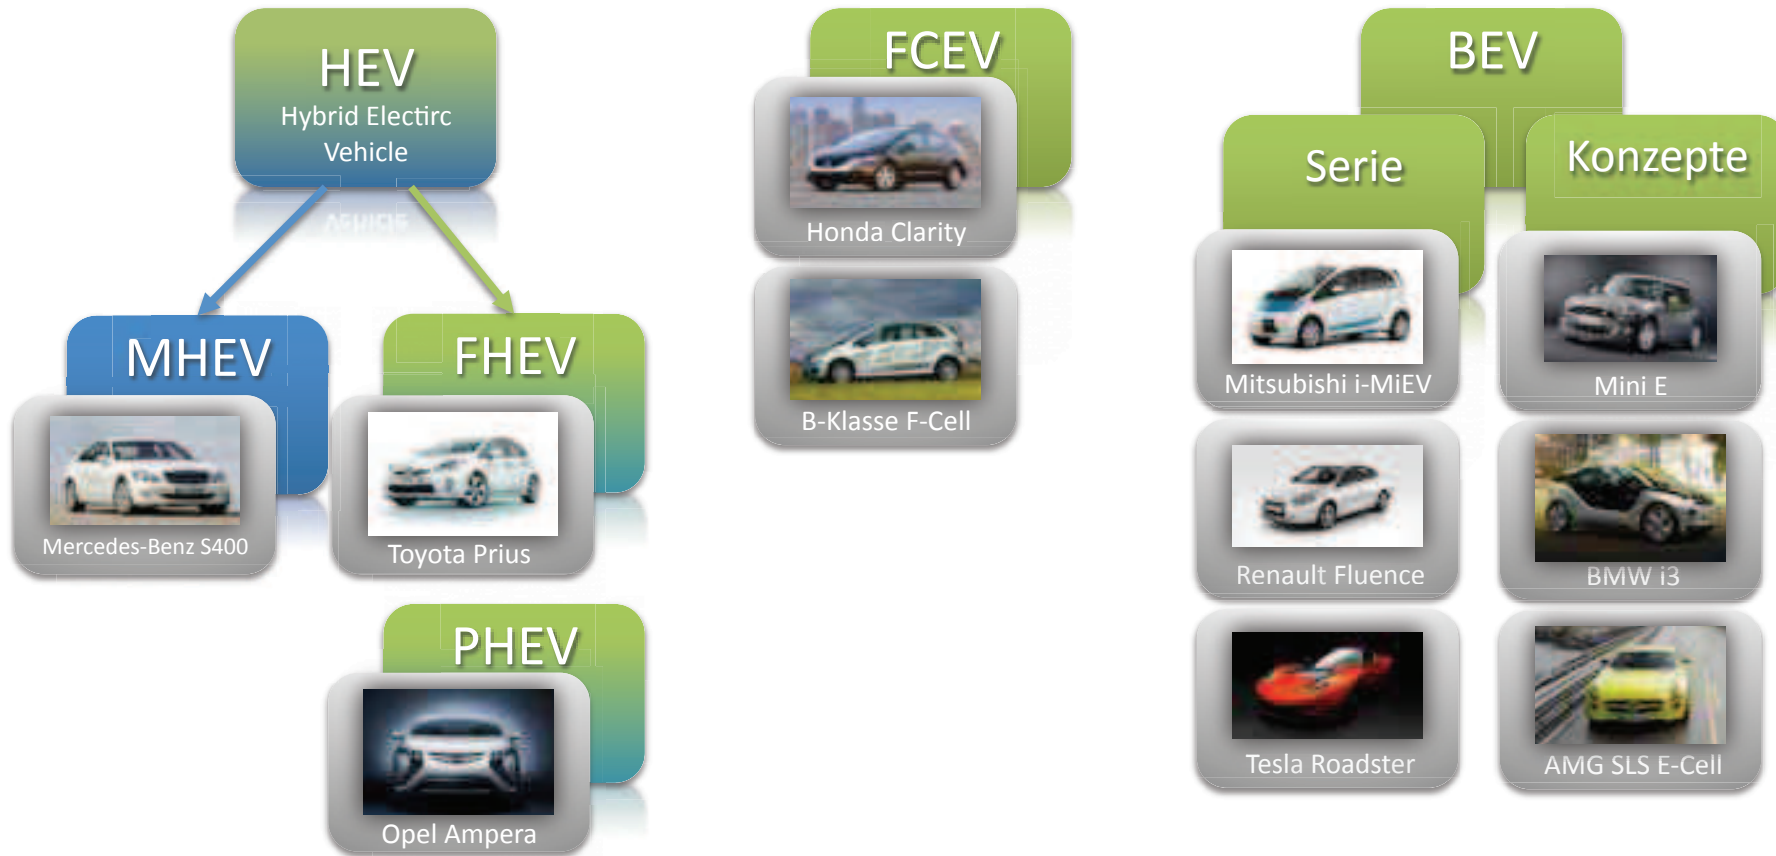 HEV
Hybrid Electirc
Vehicle
MHEV
Mercedes-Benz S400
FHEV
Toyota Prius
PHEV
Opel Ampera
FCEV
Honda Clarity
B-Klasse F-Cell
BEV
Serie
Mitsubishi i-MiEV
Renault Fluence
Tesla Roadster
Konzepte
Mini E
BMW i3
AMG SLS E-Cell